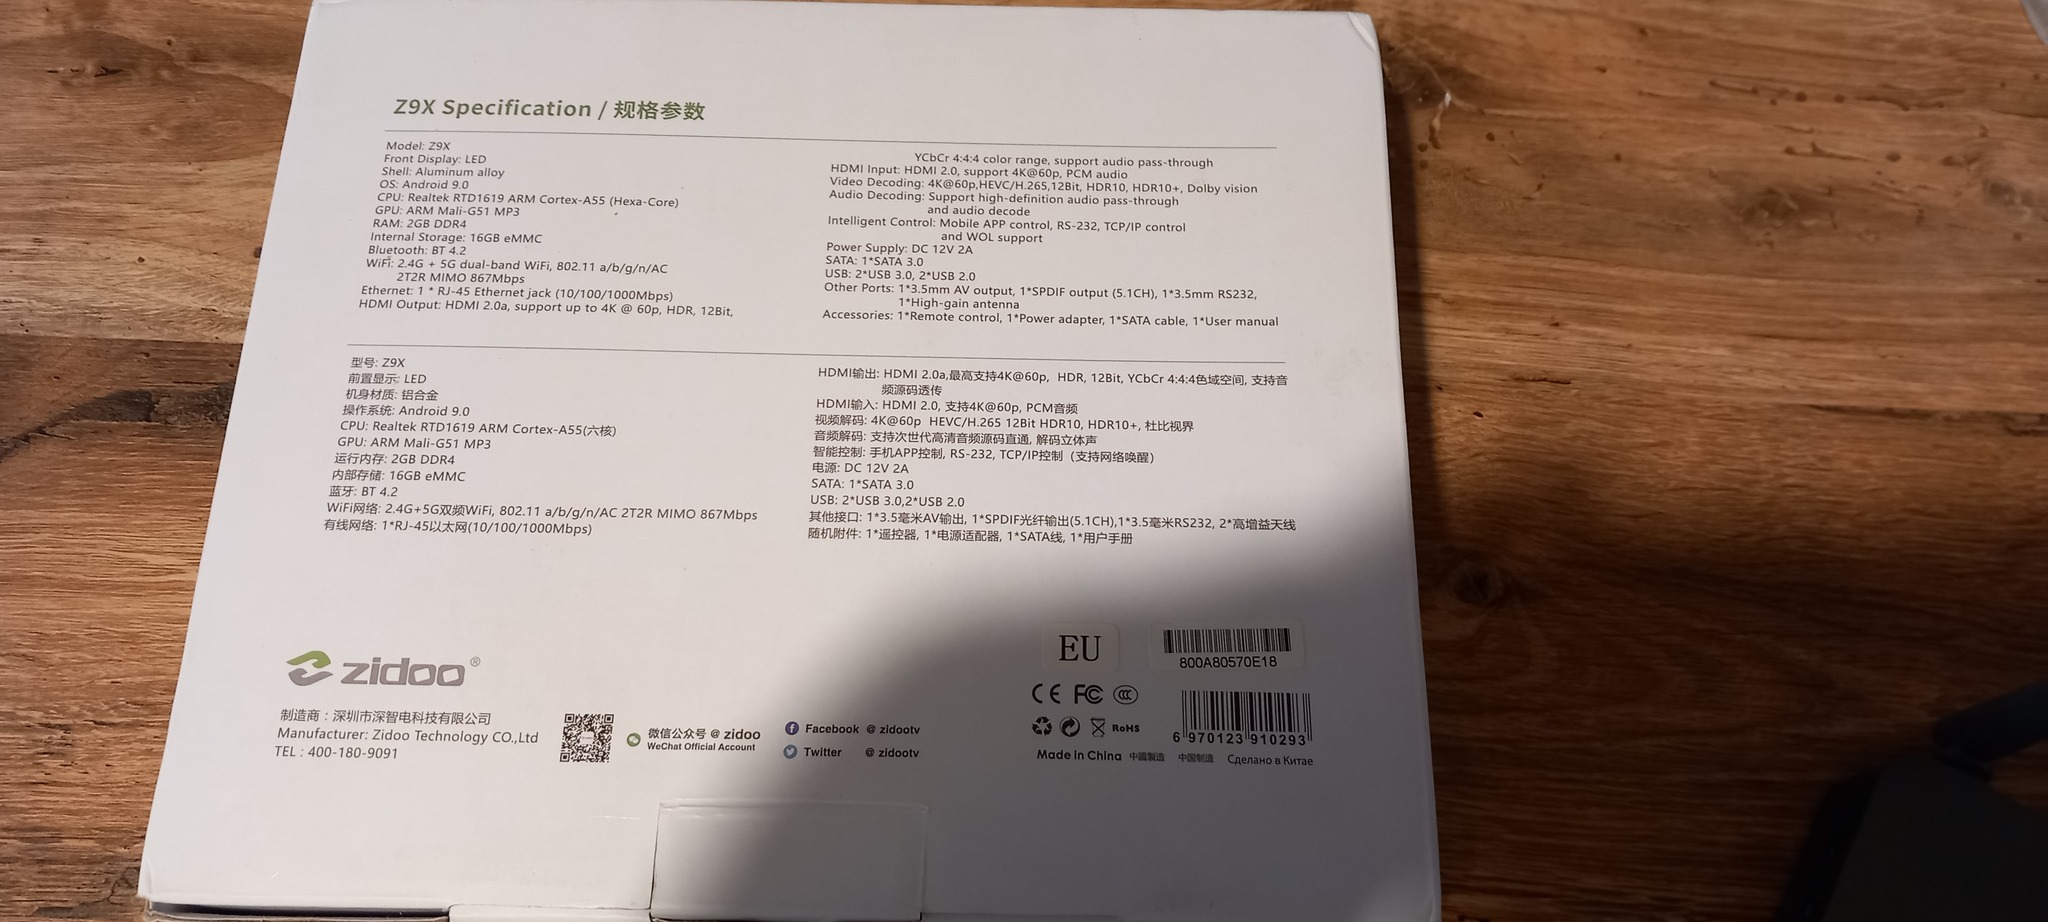 Z9X Specification / 规格参数
Model: Z9X
Front Display: LED
Shell: Aluminum alloy
OS: Android 9.0
CPU: Realtek RTD1619 ARM Cortex-A55 (Hexa-Core)
GPU: ARM Mali-G51 MP3
RAM: 2GB DDR4
Internal Storage: 16GB eMMC
Bluetooth: BT 4.2
WiFi: 2.4G + 5G dual-band WiFi, 802.11 a/b/g/n/AC
2T2R MIMO 867Mbps
Ethernet: 1 * RJ-45 Ethernet jack (10/100/1000Mbps)
HDMI Output: HDMI 2.0a, support up to 4K @ 60p, HDR, 12Bit,
YCbCr 4:4:4 color range, support audio pass-through
HDMI Input: HDMI 2.0, support 4K@60p, PCM audio
Video Decoding: 4K@60p,HEVC/H.265,12Bit, HDR10, HDR10+, Dolby vision
Audio Decoding: Support high-definition audio pass-through
and audio decode
Intelligent Control: Mobile APP control, RS-232, TCP/IP control
and WOL support
Power Supply: DC 12V 2A
SATA: 1*SATA 3.0
USB: 2*USB 3.0, 2*USB 2.0
Other Ports: 1*3.5mm AV output, 1*SPDIF output (5.1CH), 1*3.5mm RS232,
1*High-gain antenna
Accessories: 1*Remote control, 1*Power adapter, 1*SATA cable, 1*User manual
型号: Z9X
前置显示: LED
机身材质: 铝合金
操作系统: Android 9.0
CPU: Realtek RTD1619 ARM Cortex-A55(六核)
GPU: ARM Mali-G51 MP3
运行内存: 2GB DDR4
内部存储: 16GB eMMC
蓝牙: BT 4.2
WiFi网络: 2.4G+5G双频WiFi, 802.11 a/b/g/n/AC 2T2R MIMO 867Mbps
有线网络: 1*RJ-45以太网(10/100/1000Mbps)
HDMI输出: HDMI 2.0a,最高支持4K@60p, HDR, 12Bit, YCbCr 4:4:4色域空间, 支持音
频源码透传
HDMI输入: HDMI 2.0, 支持4K@60p, PCM音频
视频解码: 4K@60p HEVC/H.265 12Bit HDR10, HDR10+, 杜比视界
音频解码: 支持次世代高清音频源码直通, 解码立体声
智能控制: 手机APP控制, RS-232, TCP/IP控制（支持网络唤醒）
电源: DC 12V 2A
SATA: 1*SATA 3.0
USB: 2*USB 3.0,2*USB 2.0
其他接口: 1*3.5毫米AV输出, 1*SPDIF光纤输出(5.1CH),1*3.5毫米RS232, 2*高增益天线
随机附件: 1*遥控器, 1*电源适配器, 1*SATA线, 1*用户手册
zidoo®
制造商：深圳市深智电科技有限公司
Manufacturer: Zidoo Technology CO.,Ltd
TEL : 400-180-9091
微信公众号 @ zidoo
WeChat Official Account
Facebook @ zidootv
Twitter @ zidootv
EU
800A80570E18
CE FC CCC
RoHS
6 970123 910293
Made in China 中國製造 中国制造 Сделано в Китае